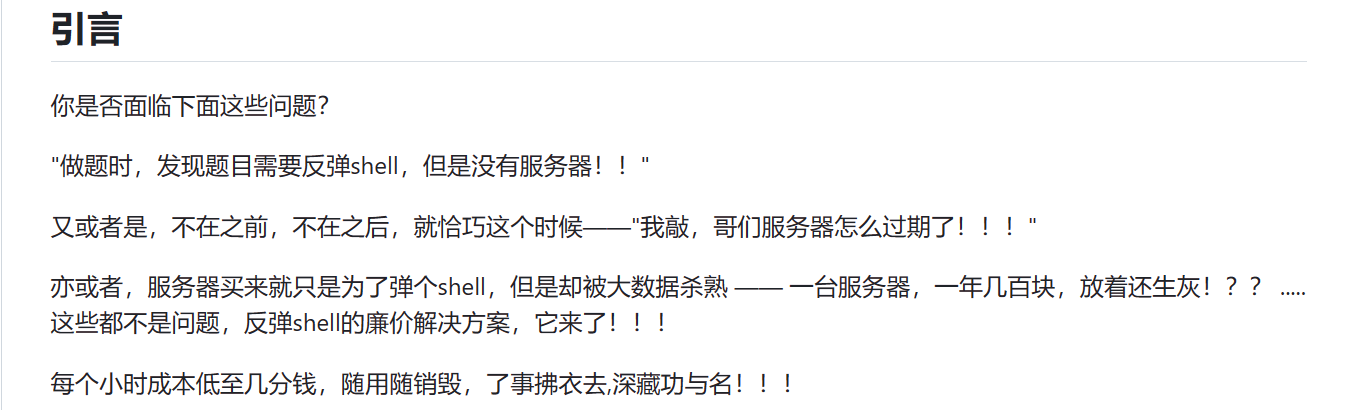 引言
你是否面临下面这些问题？
"做题时，发现题目需要反弹shell，但是没有服务器！！"
又或者是，不在之前，不在之后，就恰巧这个时候——"我敲，哥们服务器怎么过期了！！！"
亦或者，服务器买来就只是为了弹个shell，但是却被大数据杀熟 —— 一台服务器，一年几百块，放着还生灰！？？ .....
这些都不是问题，反弹shell的廉价解决方案，它来了！！！
每个小时成本低至几分钱，随用随销毁，了事拂衣去,深藏功与名！！！